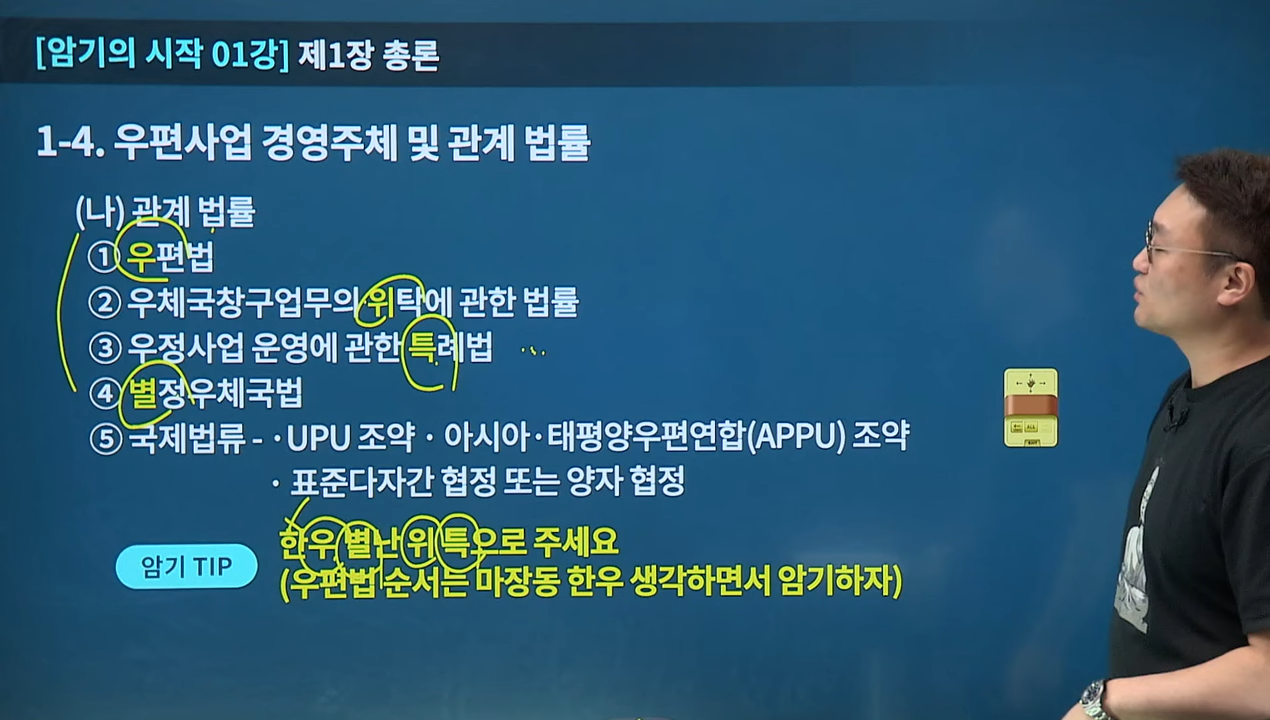 [암기의 시작 01강] 제1장 총론
1-4. 우편사업 경영주체 및 관계 법률
(나) 관계 법률
① 우편법
② 우체국창구업무의 위탁에 관한 법률
③ 우정사업 운영에 관한 특례법
④ 별정우체국법
⑤ 국제법류 - ·UPU 조약 · 아시아·태평양우편연합(APPU) 조약
· 표준다자간 협정 또는 양자 협정
암기 TIP
한우 별난 위 특으로 주세요
(우편법 순서는 마장동 한우 생각하면서 암기하자)